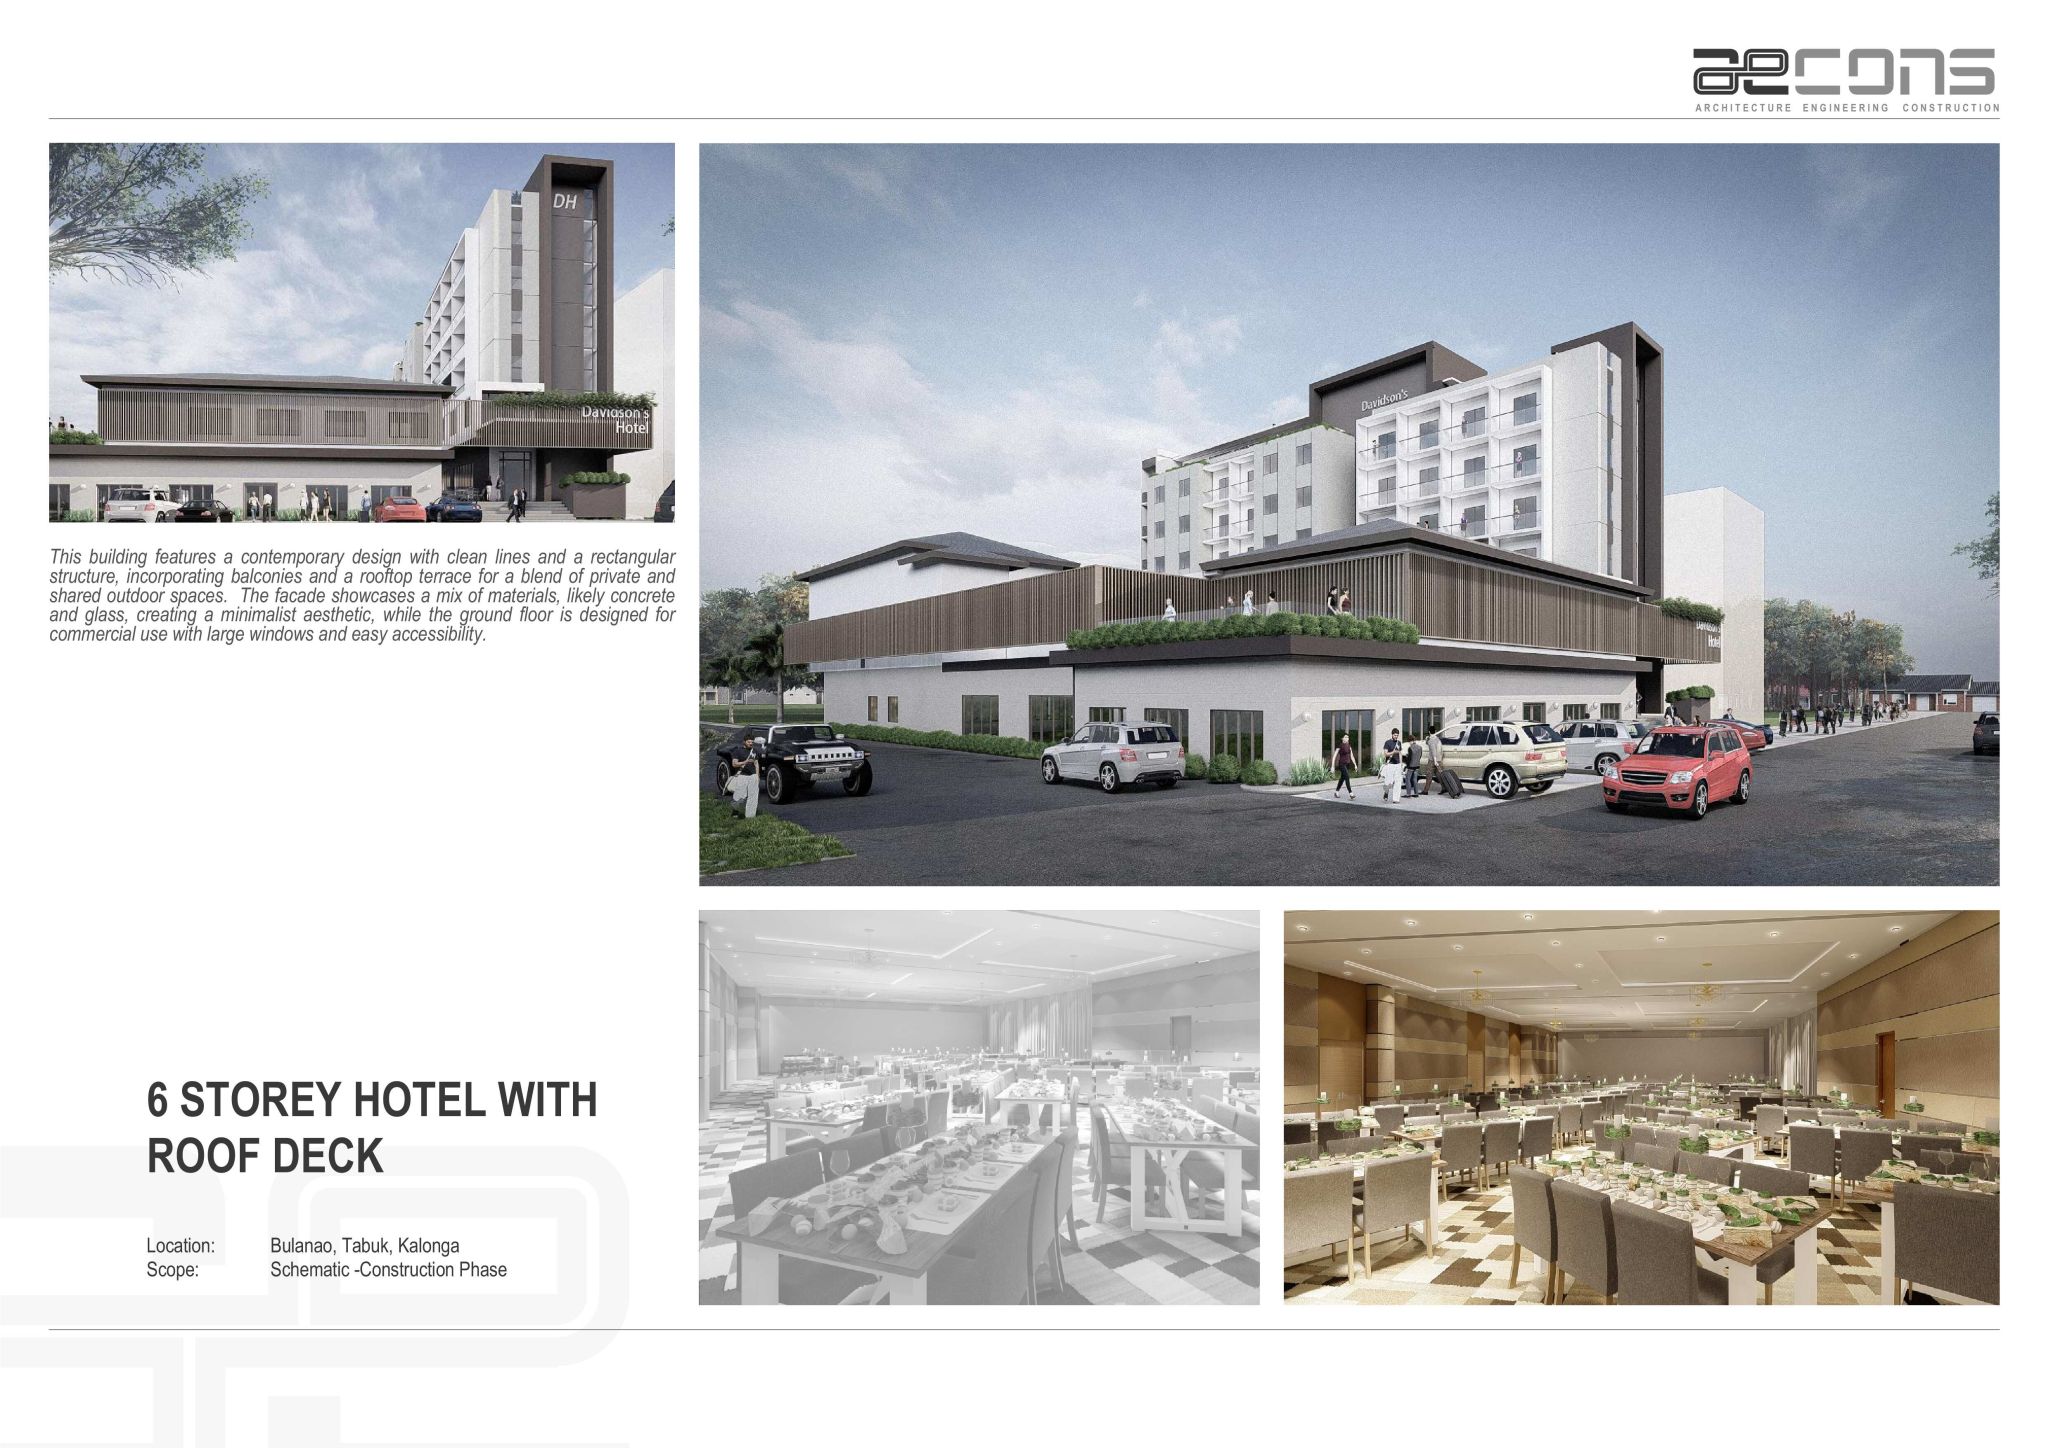 aecons
ARCHITECTURE ENGINEERING CONSTRUCTION
DH
Davidson's
Hotel
Davidson's
Davidson's
Hotel
This building features a contemporary design with clean lines and a rectangular
structure, incorporating balconies and a rooftop terrace for a blend of private and
shared outdoor spaces. The facade showcases a mix of materials, likely concrete
and glass, creating a minimalist aesthetic, while the ground floor is designed for
commercial use with large windows and easy accessibility.
6 STOREY HOTEL WITH
ROOF DECK
Location: Bulanao, Tabuk, Kalonga
Scope: Schematic -Construction Phase